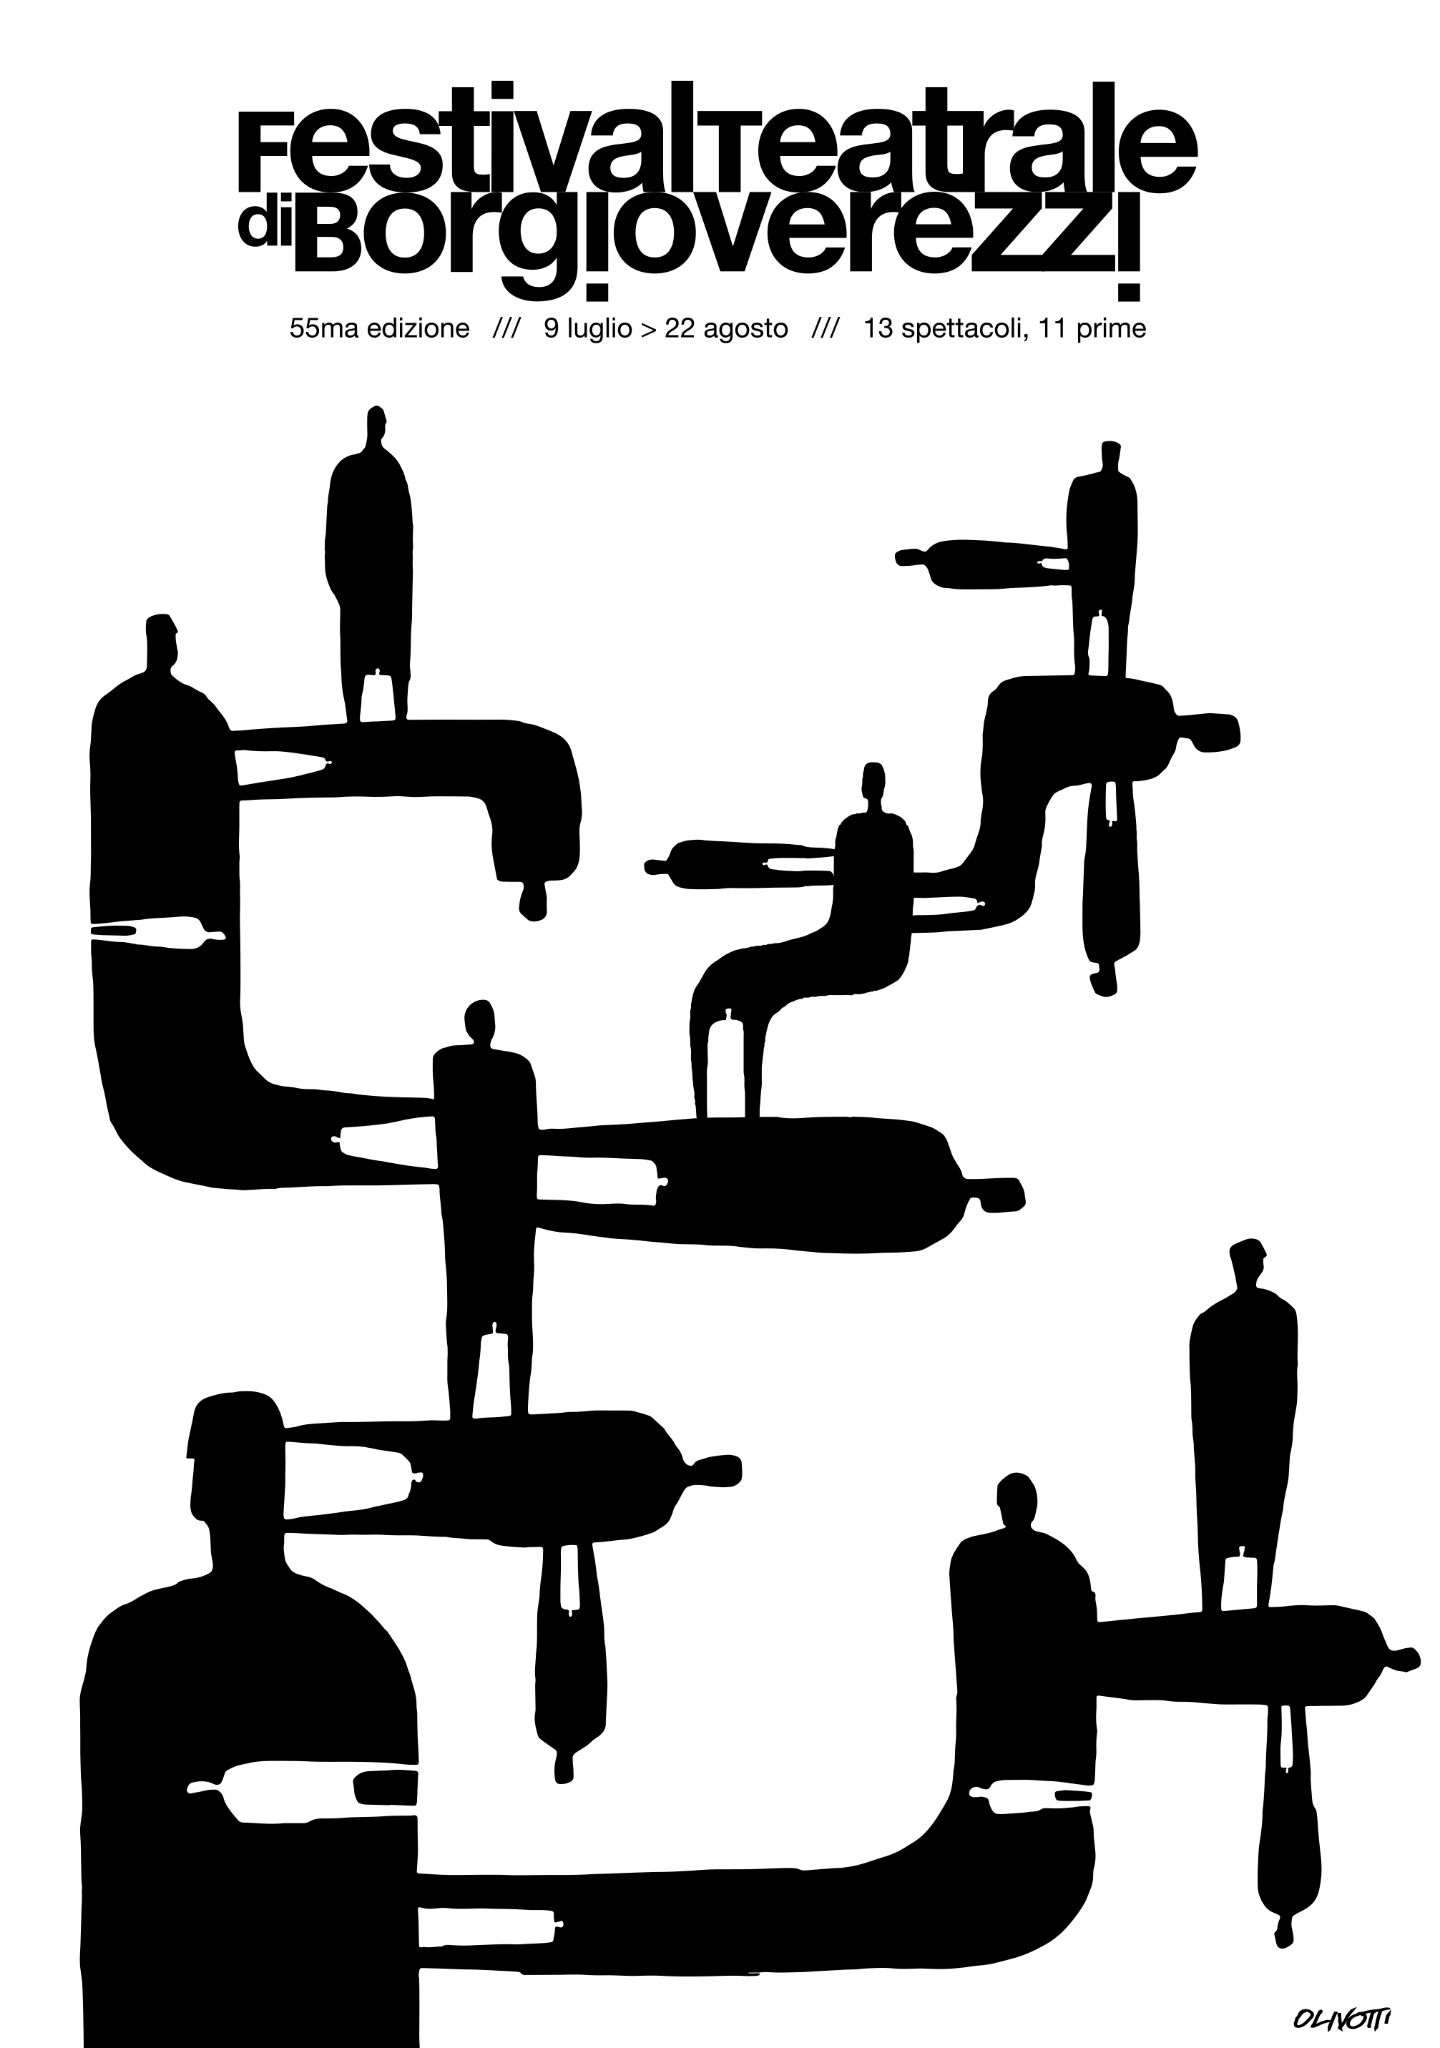 FestivalTeatrale
diBorgioverezzi
55ma edizione /// 9 luglio > 22 agosto /// 13 spettacoli, 11 prime
OLIVOTTI